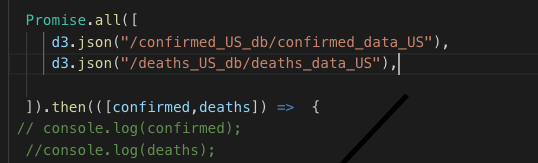 Promise.all([
d3.json("/confirmed_US_db/confirmed_data_US"),
d3.json("/deaths_US_db/deaths_data_US"),
]).then(([confirmed,deaths]) => {
// console.log(confirmed);
//console.log(deaths);